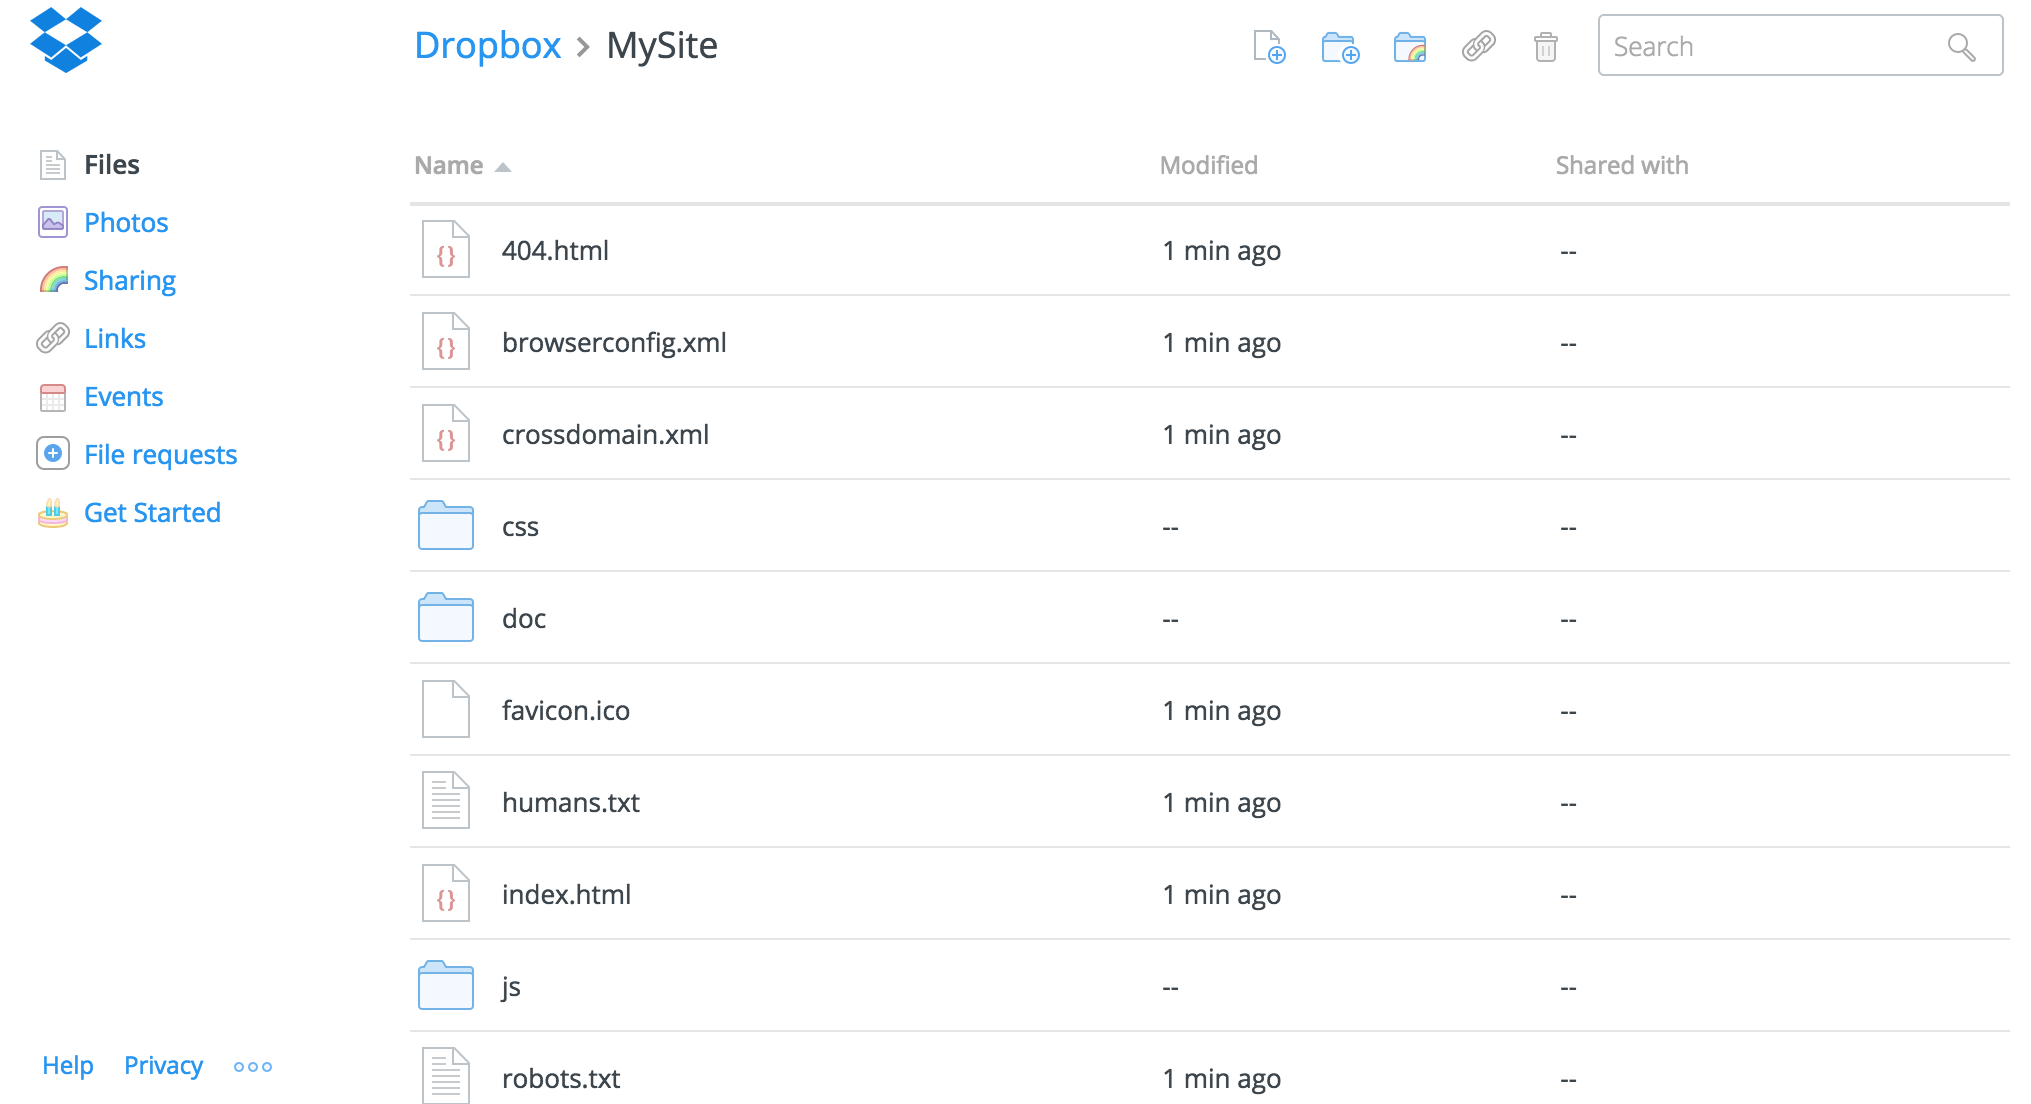 Dropbox > MySite
Search
Files
Photos
Sharing
Links
Events
File requests
Get Started
Name Modified Shared with
404.html 1 min ago --
browserconfig.xml 1 min ago --
crossdomain.xml 1 min ago --
css -- --
doc -- --
favicon.ico 1 min ago --
humans.txt 1 min ago --
index.html 1 min ago --
js -- --
robots.txt 1 min ago --
Help Privacy